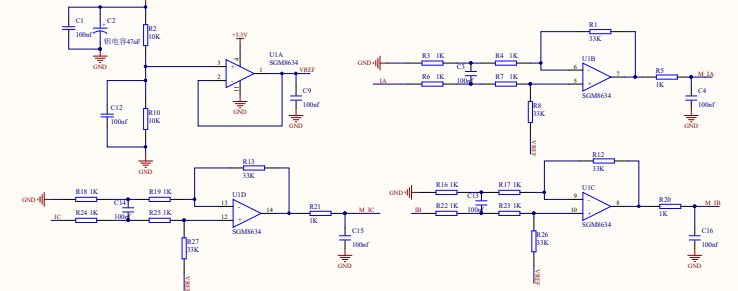 C1
100nf
C2
钽电容47uF
R2
10K
GND
+3.3V
U1A
SGM8634
3
2
1
4
11
VREF
C9
100nf
GND
C12
100nf
R10
10K
GND
GND
R3 1K
R4 1K
C3
100nf
IA
R6 1K
R7 1K
R1
33K
U1B
SGM8634
6
5
7
R8
33K
VREF
R5
1K
M_IA
C4
100nf
GND
GND
R18 1K
R19 1K
C14
100nf
IC
R24 1K
R25 1K
R13
33K
U1D
SGM8634
13
12
14
R27
33K
VREF
R21
1K
M_IC
C15
100nf
GND
GND
R16 1K
R17 1K
C13
100nf
IB
R22 1K
R23 1K
R12
33K
U1C
SGM8634
9
10
8
R26
33K
VREF
R20
1K
M_IB
C16
100nf
GND